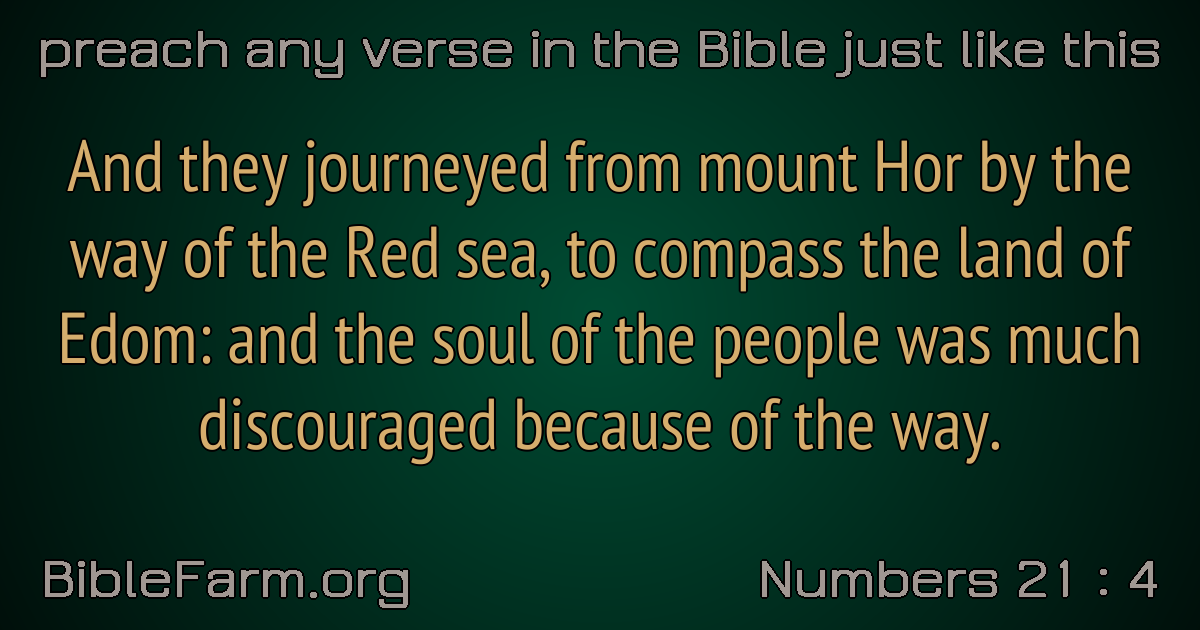 preach any verse in the Bible just like this
And they journeyed from mount Hor by the
way of the Red sea, to compass the land of
Edom: and the soul of the people was much
discouraged because of the way.
BibleFarm.org
Numbers 21 : 4